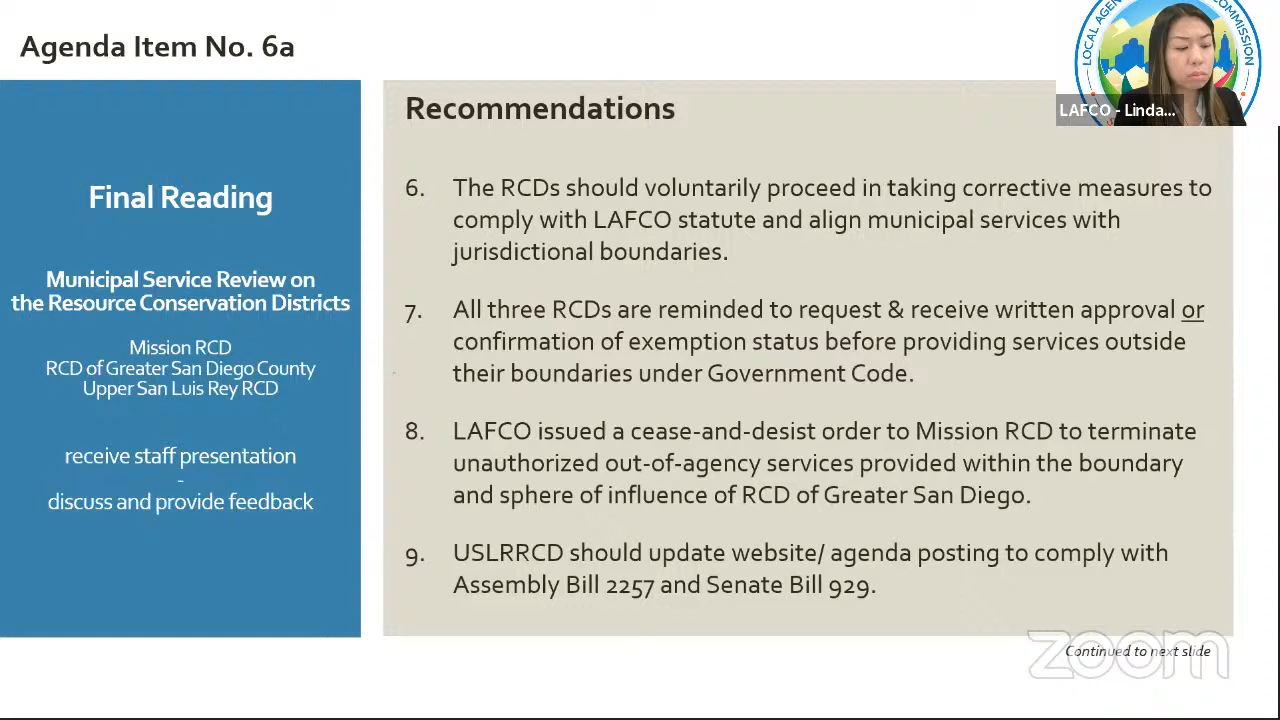 Agenda Item No. 6a
LOCAL AGEN
COMMISSION
LAFCO - Linda...
Final Reading
Municipal Service Review on
the Resource Conservation Districts
Mission RCD
RCD of Greater San Diego County
Upper San Luis Rey RCD
receive staff presentation
-
discuss and provide feedback
Recommendations
6. The RCDs should voluntarily proceed in taking corrective measures to
comply with LAFCO statute and align municipal services with
jurisdictional boundaries.
7. All three RCDs are reminded to request & receive written approval or
confirmation of exemption status before providing services outside
their boundaries under Government Code.
8. LAFCO issued a cease-and-desist order to Mission RCD to terminate
unauthorized out-of-agency services provided within the boundary
and sphere of influence of RCD of Greater San Diego.
9. USLRRCD should update website/ agenda posting to comply with
Assembly Bill 2257 and Senate Bill 929.
Continued to next slide
zoom